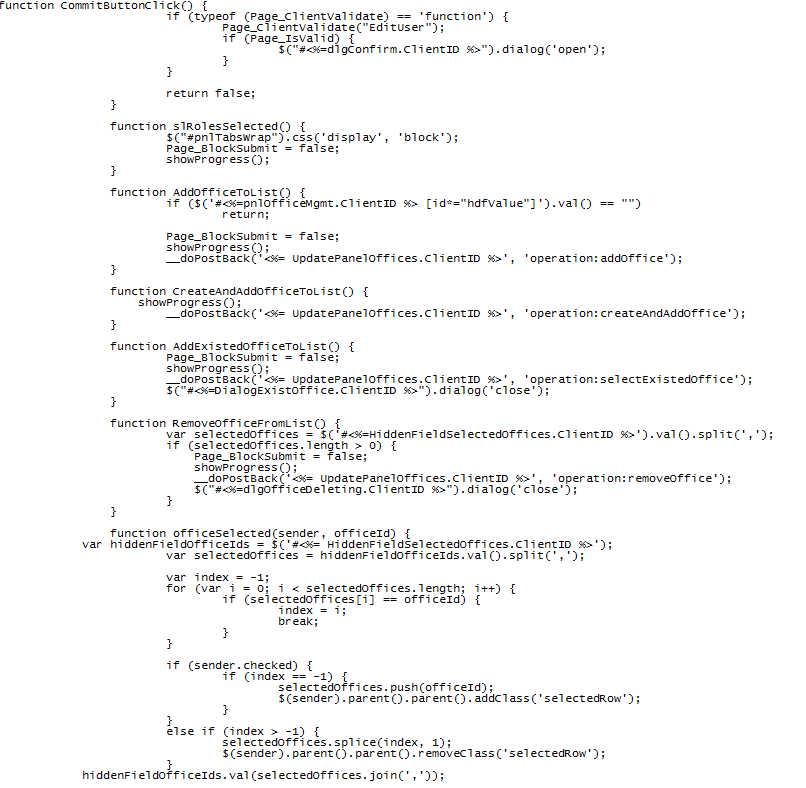 function CommitButtonClick() {
if (typeof (Page_ClientValidate) == 'function') {
Page_ClientValidate("EditUser");
if (Page_IsValid) {
$("#<%=dlgConfirm.ClientID %>").dialog('open');
}
}
return false;
}
function slRolesSelected() {
$("#pnlTabsWrap").css('display', 'block');
Page_BlockSubmit = false;
showProgress();
}
function AddOfficeToList() {
if ($('#<%=pnlOfficeMgmt.ClientID %> [id*="hdfValue"]').val() == "")
return;
Page_BlockSubmit = false;
showProgress();
__doPostBack('<%= UpdatePanelOffices.ClientID %>', 'operation:addOffice');
}
function CreateAndAddOfficeToList() {
showProgress();
__doPostBack('<%= UpdatePanelOffices.ClientID %>', 'operation:createAndAddOffice');
}
function AddExistedOfficeToList() {
Page_BlockSubmit = false;
showProgress();
__doPostBack('<%= UpdatePanelOffices.ClientID %>', 'operation:selectExistedOffice');
$("#<%=DialogExistOffice.ClientID %>").dialog('close');
}
function RemoveOfficeFromList() {
var selectedOffices = $('#<%=HiddenFieldSelectedOffices.ClientID %>').val().split(',');
if (selectedOffices.length > 0) {
Page_BlockSubmit = false;
showProgress();
__doPostBack('<%= UpdatePanelOffices.ClientID %>', 'operation:removeOffice');
$("#<%=dlgOfficeDeleting.ClientID %>").dialog('close');
}
}
function officeSelected(sender, officeId) {
var hiddenFieldOfficeIds = $('#<%= HiddenFieldSelectedOffices.ClientID %>');
var selectedOffices = hiddenFieldOfficeIds.val().split(',');
var index = -1;
for (var i = 0; i < selectedOffices.length; i++) {
if (selectedOffices[i] == officeId) {
index = i;
break;
}
}
if (sender.checked) {
if (index == -1) {
selectedOffices.push(officeId);
$(sender).parent().parent().addClass('selectedRow');
}
}
else if (index > -1) {
selectedOffices.splice(index, 1);
$(sender).parent().parent().removeClass('selectedRow');
}
hiddenFieldOfficeIds.val(selectedOffices.join(','));